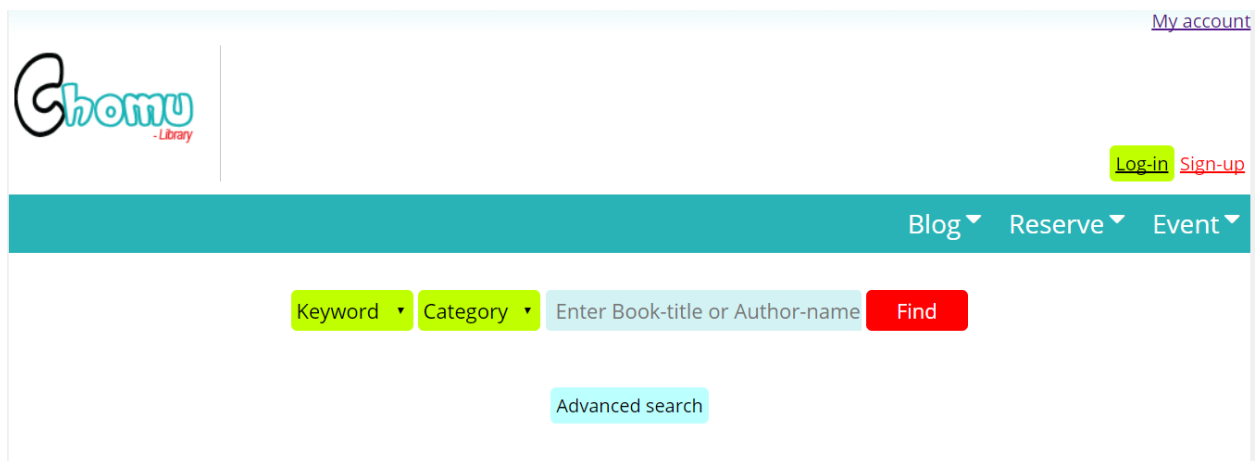 My account
Chomu
- Library
Log-in Sign-up
Blog Reserve Event
Keyword Category Enter Book-title or Author-name Find
Advanced search